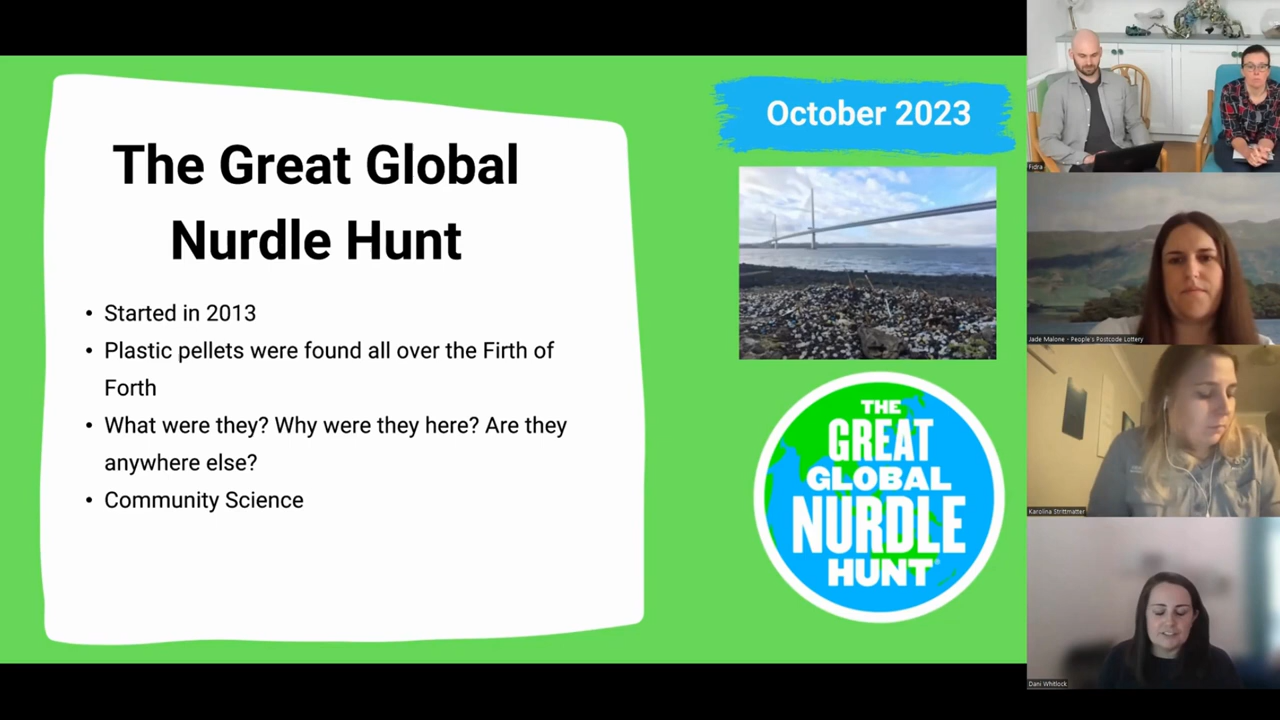 The Great Global
Nurdle Hunt
• Started in 2013
• Plastic pellets were found all over the Firth of
Forth
• What were they? Why were they here? Are they
anywhere else?
• Community Science
October 2023
THE
GREAT
GLOBAL
NURDLE
HUNT
Fidra
Jade Malone - People's Postcode Lottery
Karolina Strittmatter
Dani Whitlock